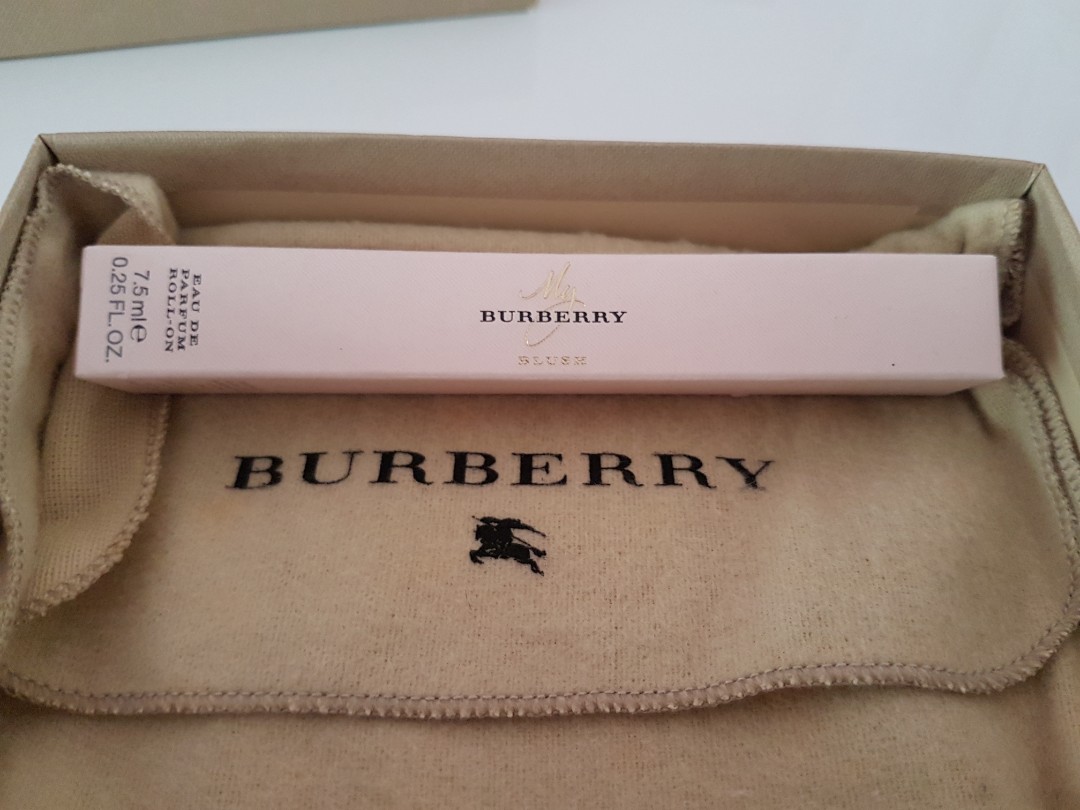 My
BURBERRY
BLUSH
EAU DE
PARFUM
ROLL-ON
7.5 ml e
0.25 FL.OZ.
BURBERRY